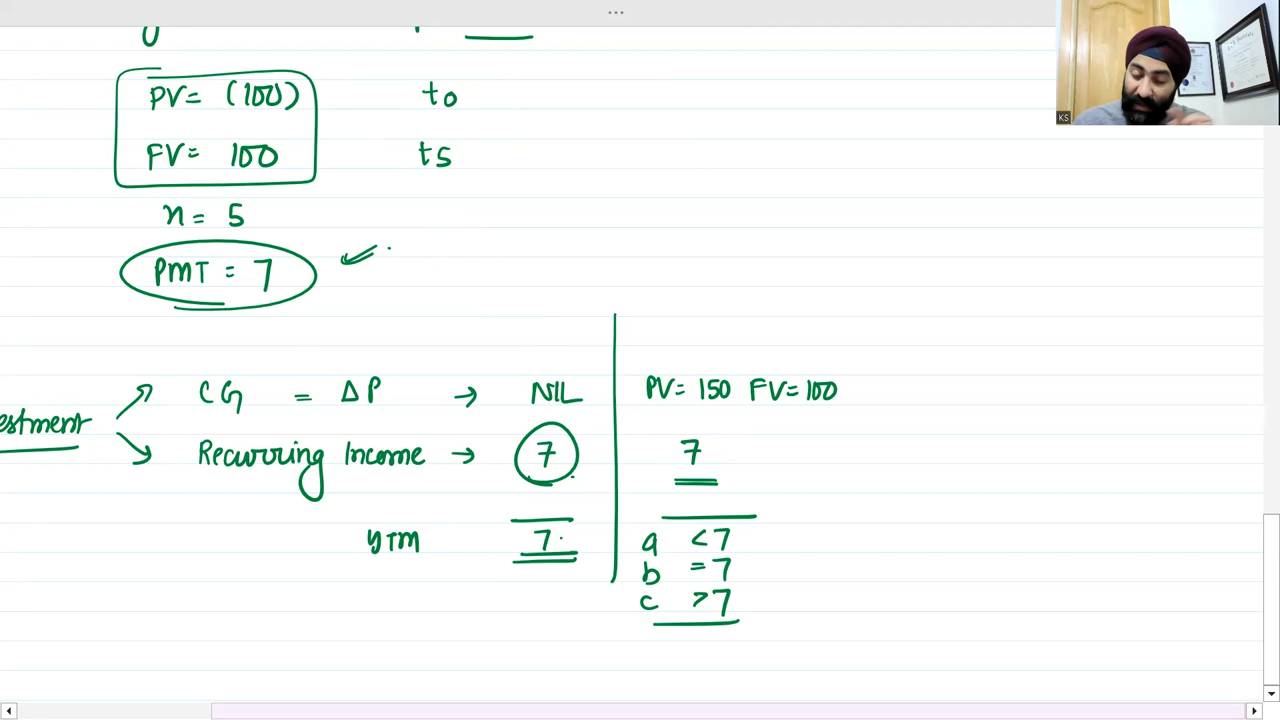 PV= (100) to
FV= 100 t5
n= 5
PMT = 7
CG = ΔP → NIL PV= 150 FV=100
estment
Recurring Income → 7 7
YTM 7
a <7
b =7
c >7
KS